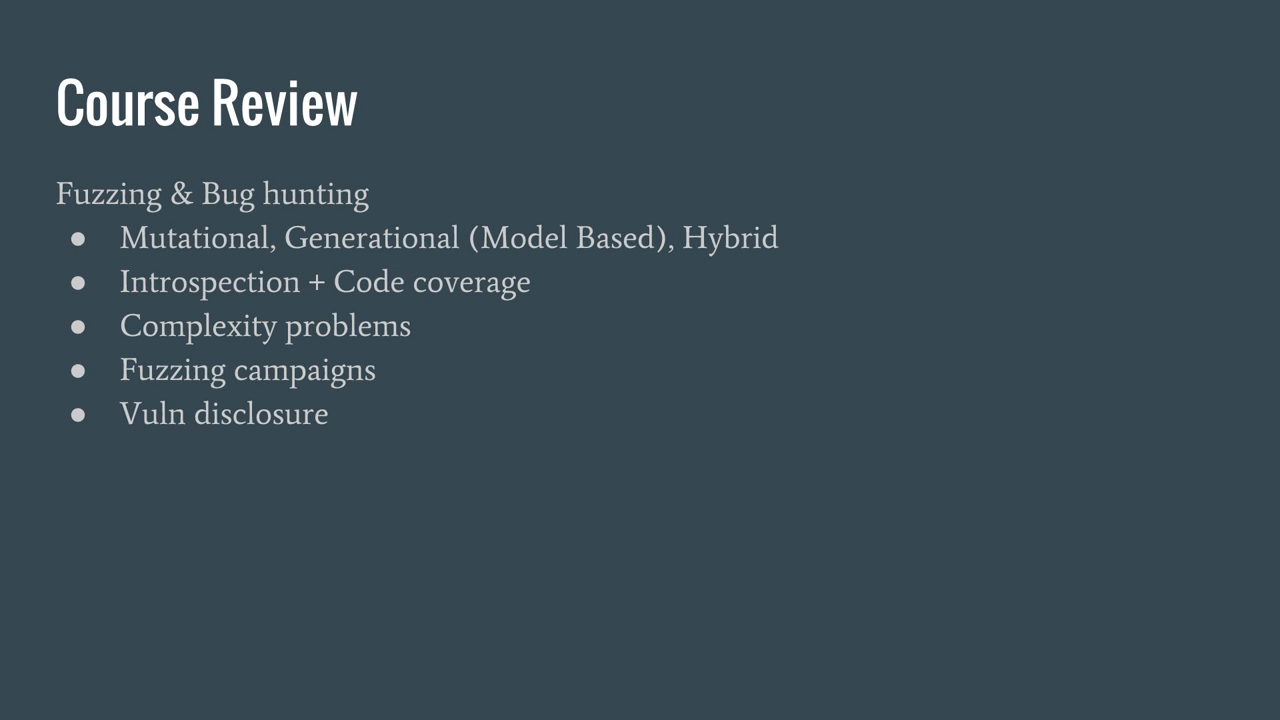 Course Review
Fuzzing & Bug hunting
● Mutational, Generational (Model Based), Hybrid
● Introspection + Code coverage
● Complexity problems
● Fuzzing campaigns
● Vuln disclosure